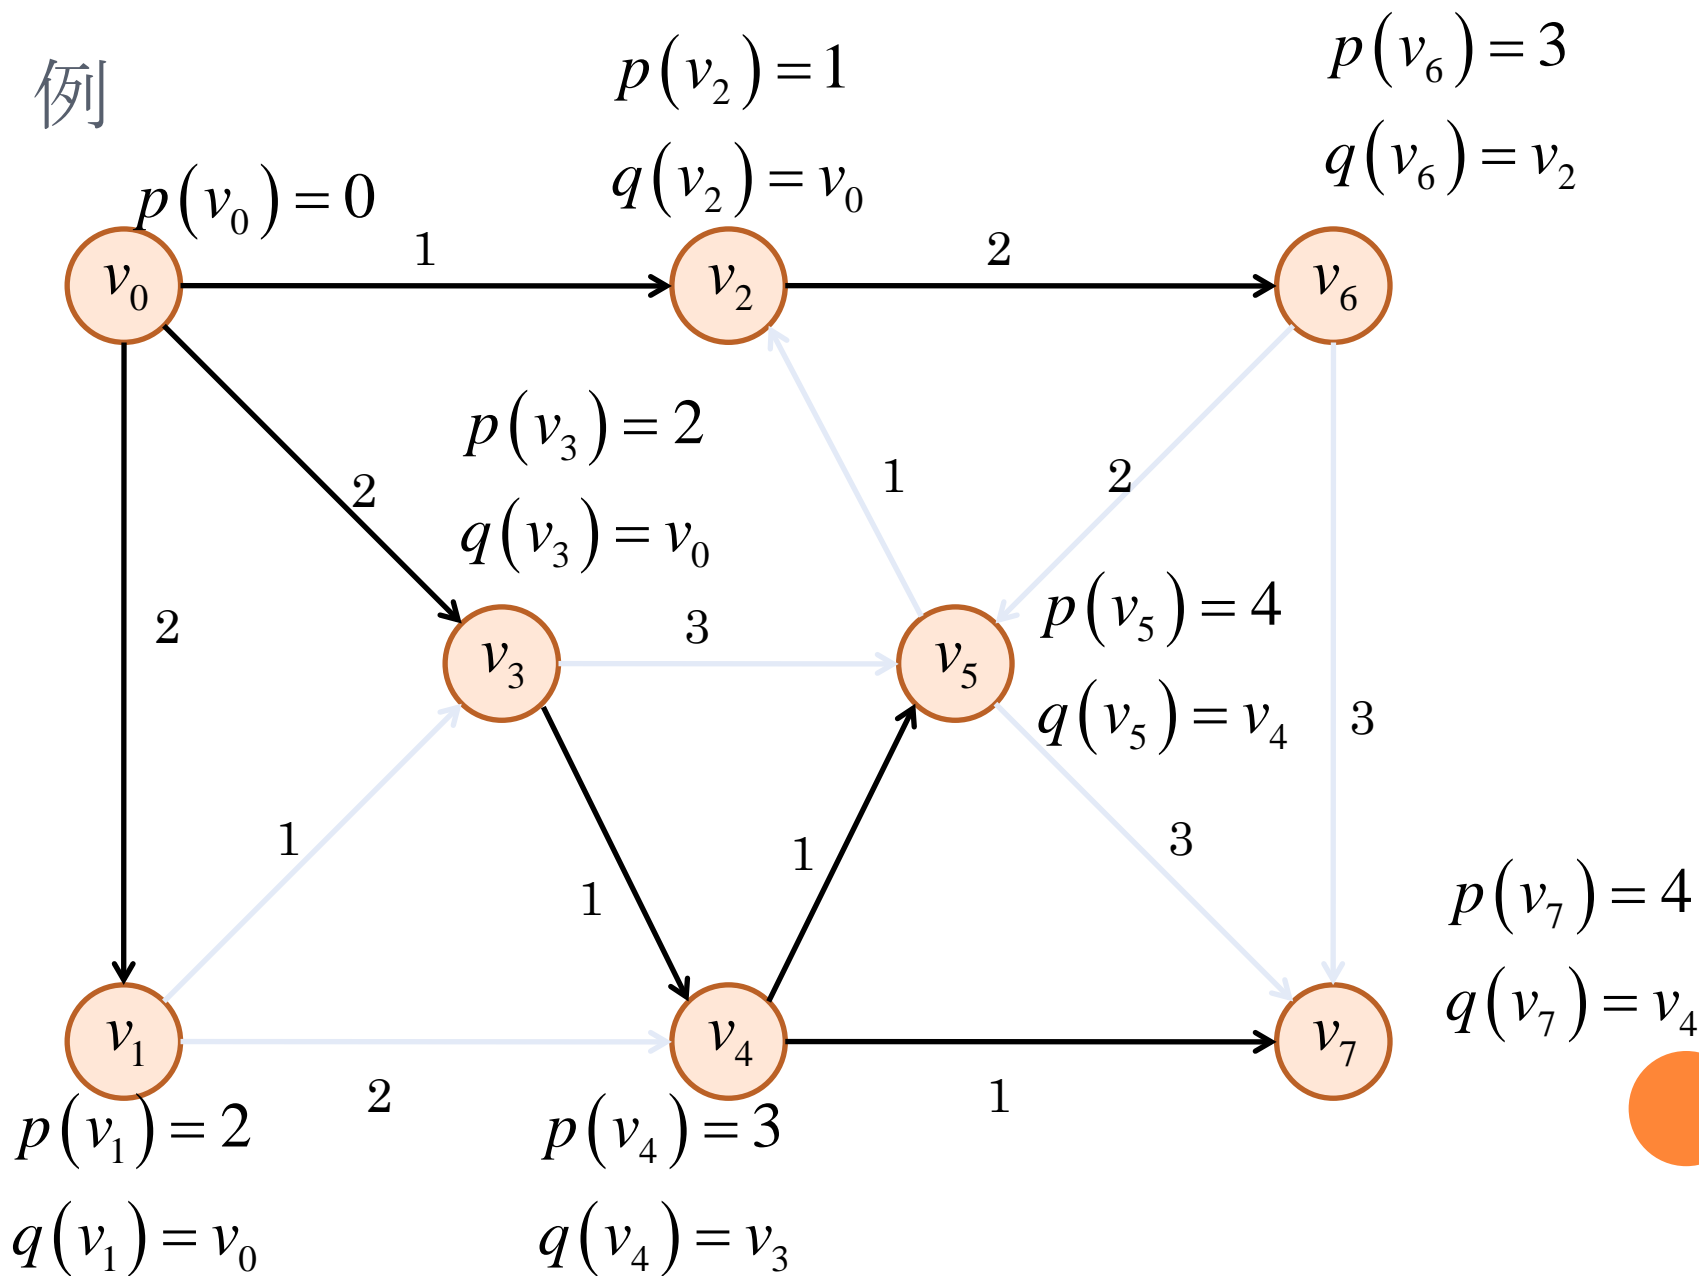 例
p(v₀) = 0
p(v₂) = 1
q(v₂) = v₀
p(v₆) = 3
q(v₆) = v₂
v₀
1
v₂
2
v₆
p(v₃) = 2
q(v₃) = v₀
2
1
2
2
v₃
3
v₅
p(v₅) = 4
q(v₅) = v₄
3
1
1
1
3
p(v₇) = 4
q(v₇) = v₄
v₁
2
v₄
1
v₇
p(v₁) = 2
q(v₁) = v₀
p(v₄) = 3
q(v₄) = v₃